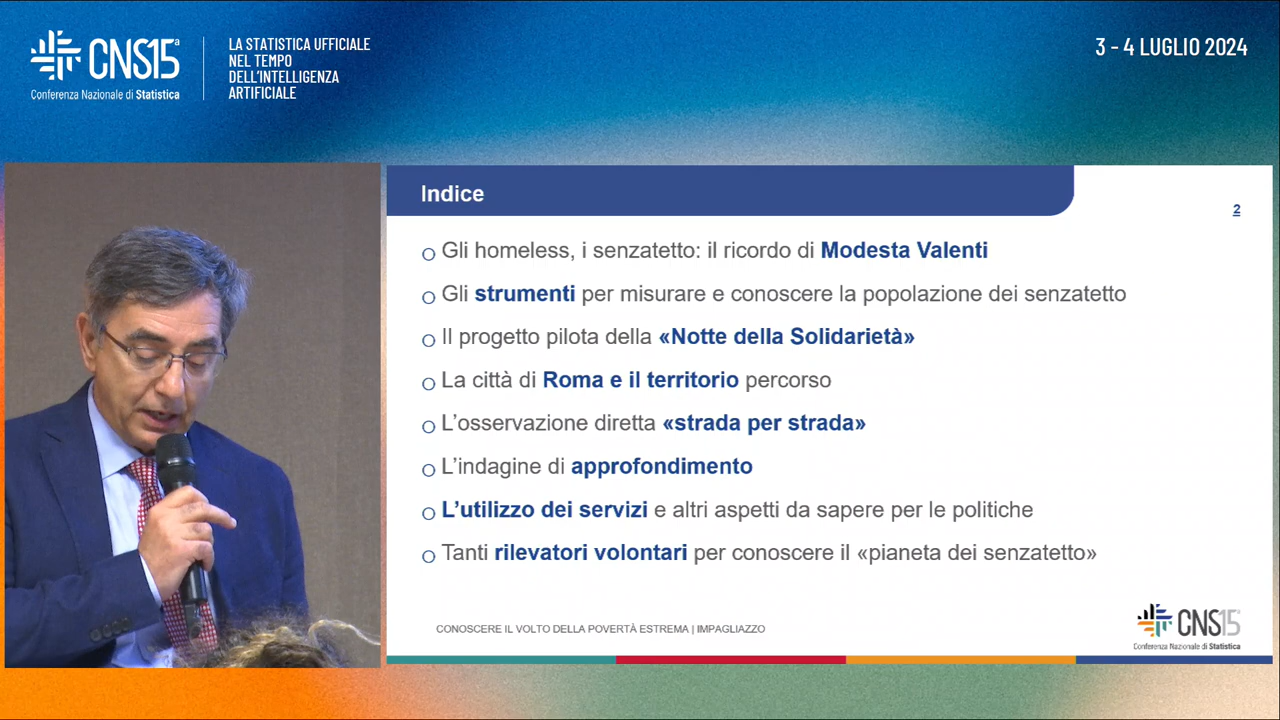 CNS15ª
Conferenza Nazionale di Statistica
LA STATISTICA UFFICIALE
NEL TEMPO
DELL'INTELLIGENZA
ARTIFICIALE
3 - 4 LUGLIO 2024
Indice
2
Gli homeless, i senzatetto: il ricordo di Modesta Valenti
Gli strumenti per misurare e conoscere la popolazione dei senzatetto
Il progetto pilota della «Notte della Solidarietà»
La città di Roma e il territorio percorso
L'osservazione diretta «strada per strada»
L'indagine di approfondimento
L'utilizzo dei servizi e altri aspetti da sapere per le politiche
Tanti rilevatori volontari per conoscere il «pianeta dei senzatetto»
CONOSCERE IL VOLTO DELLA POVERTÀ ESTREMA | IMPAGLIAZZO
CNS15ª
Conferenza Nazionale di Statistica